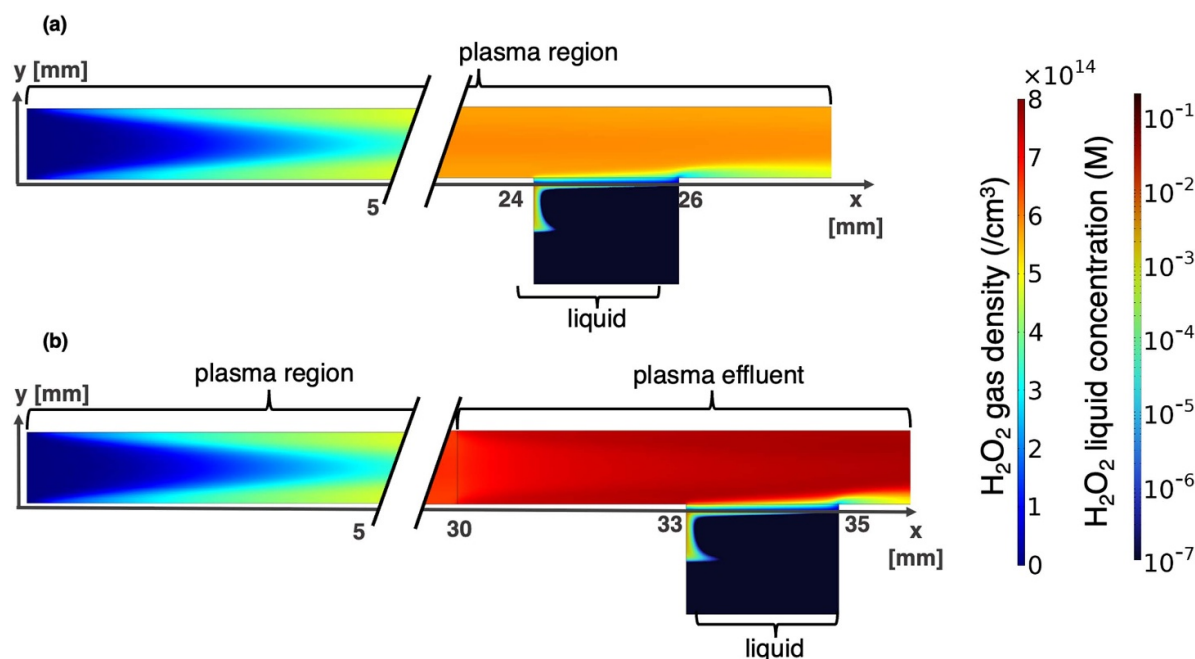 (a)
plasma region
y [mm]
5
24
26
x
[mm]
liquid
(b)
plasma region
plasma effluent
y [mm]
5
30
33
35
x
[mm]
liquid
×10¹⁴
8
7
6
5
4
3
2
1
0
H₂O₂ gas density (/cm³)
10⁻¹
10⁻²
10⁻³
10⁻⁴
10⁻⁵
10⁻⁶
10⁻⁷
H₂O₂ liquid concentration (M)